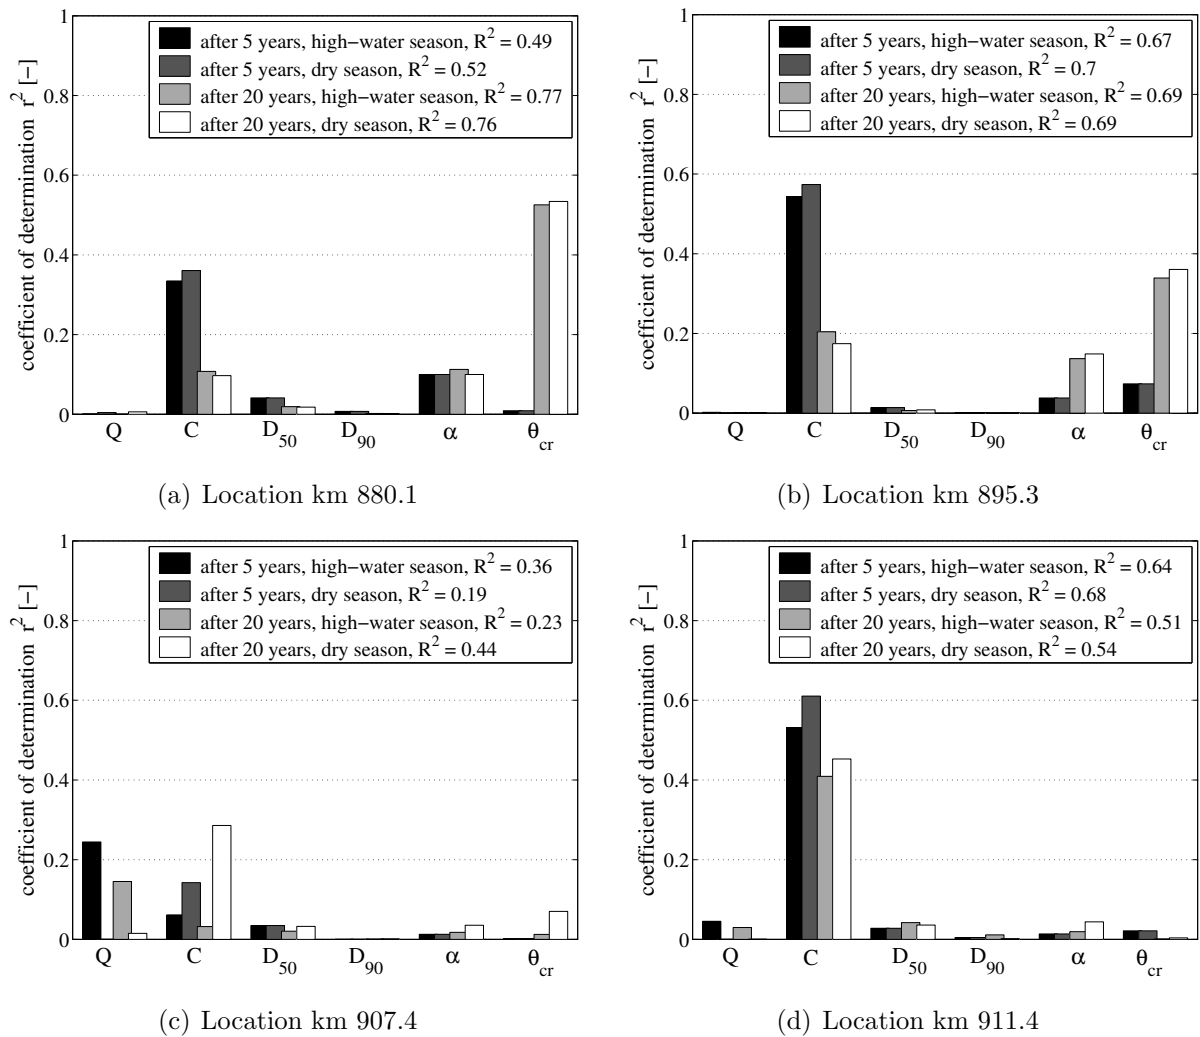 1
0.8
0.6
0.4
0.2
0
coefficient of determination r² [−]
after 5 years, high−water season, R² = 0.49
after 5 years, dry season, R² = 0.52
after 20 years, high−water season, R² = 0.77
after 20 years, dry season, R² = 0.76
Q C D₅₀ D₉₀ α θcr
(a) Location km 880.1
1
0.8
0.6
0.4
0.2
0
coefficient of determination r² [−]
after 5 years, high−water season, R² = 0.67
after 5 years, dry season, R² = 0.7
after 20 years, high−water season, R² = 0.69
after 20 years, dry season, R² = 0.69
Q C D₅₀ D₉₀ α θcr
(b) Location km 895.3
1
0.8
0.6
0.4
0.2
0
coefficient of determination r² [−]
after 5 years, high−water season, R² = 0.36
after 5 years, dry season, R² = 0.19
after 20 years, high−water season, R² = 0.23
after 20 years, dry season, R² = 0.44
Q C D₅₀ D₉₀ α θcr
(c) Location km 907.4
1
0.8
0.6
0.4
0.2
0
coefficient of determination r² [−]
after 5 years, high−water season, R² = 0.64
after 5 years, dry season, R² = 0.68
after 20 years, high−water season, R² = 0.51
after 20 years, dry season, R² = 0.54
Q C D₅₀ D₉₀ α θcr
(d) Location km 911.4